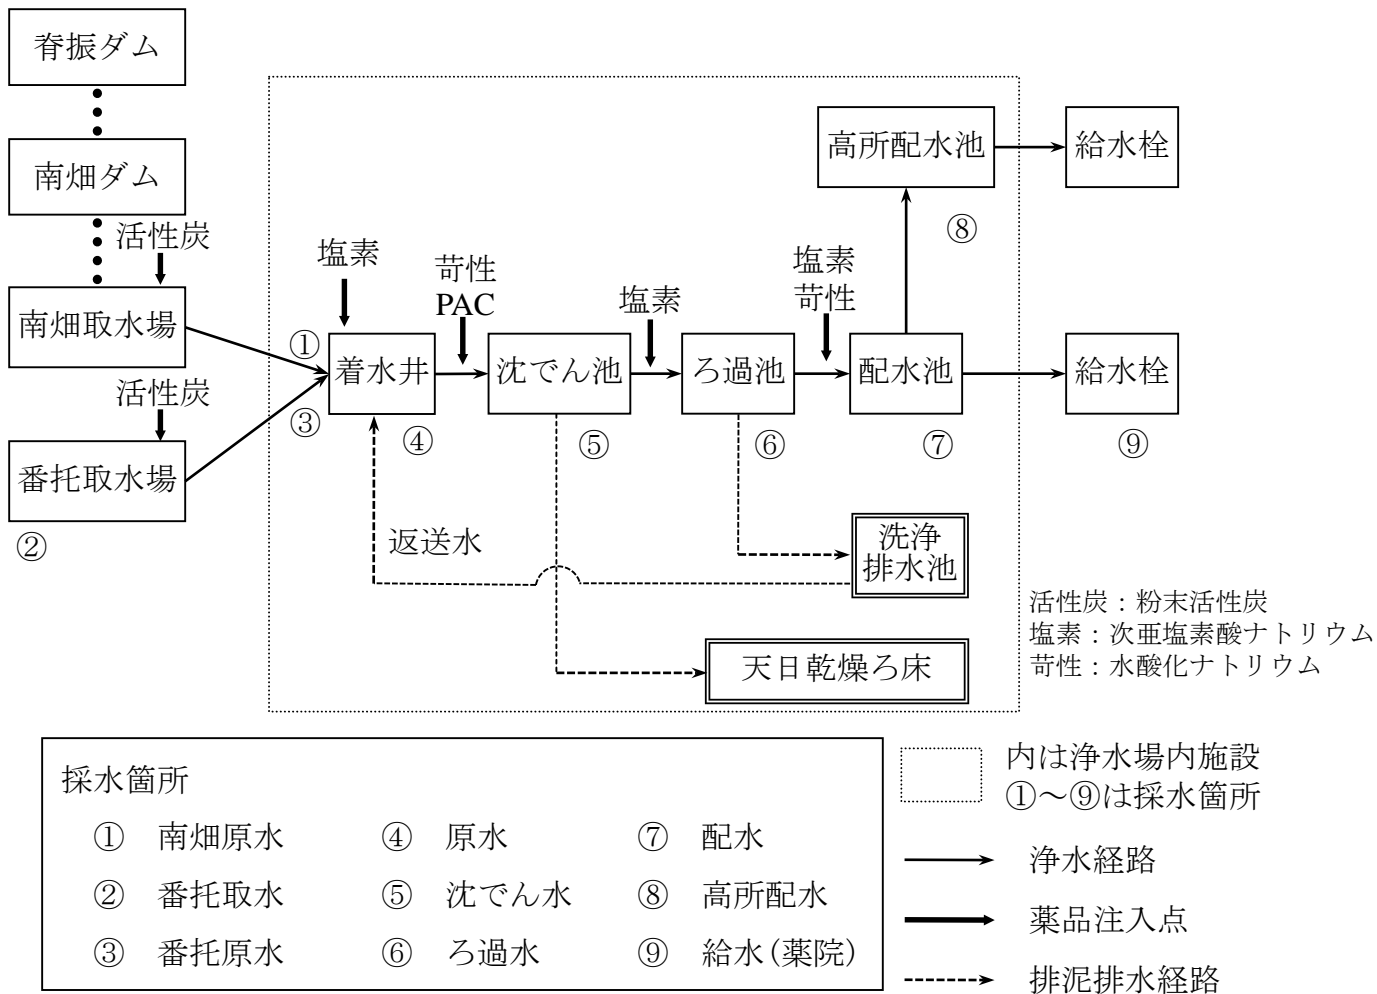 脊振ダム
南畑ダム
活性炭
南畑取水場
活性炭
番托取水場
②
①
③
塩素
着水井
④
苛性
PAC
沈でん池
⑤
塩素
ろ過池
⑥
塩素
苛性
配水池
⑦
高所配水池
⑧
給水栓
給水栓
⑨
返送水
洗浄
排水池
天日乾燥ろ床
活性炭：粉末活性炭
塩素：次亜塩素酸ナトリウム
苛性：水酸化ナトリウム
採水箇所
① 南畑原水 ④ 原水 ⑦ 配水
② 番托取水 ⑤ 沈でん水 ⑧ 高所配水
③ 番托原水 ⑥ ろ過水 ⑨ 給水(薬院)
内は浄水場内施設
①～⑨は採水箇所
浄水経路
薬品注入点
排泥排水経路